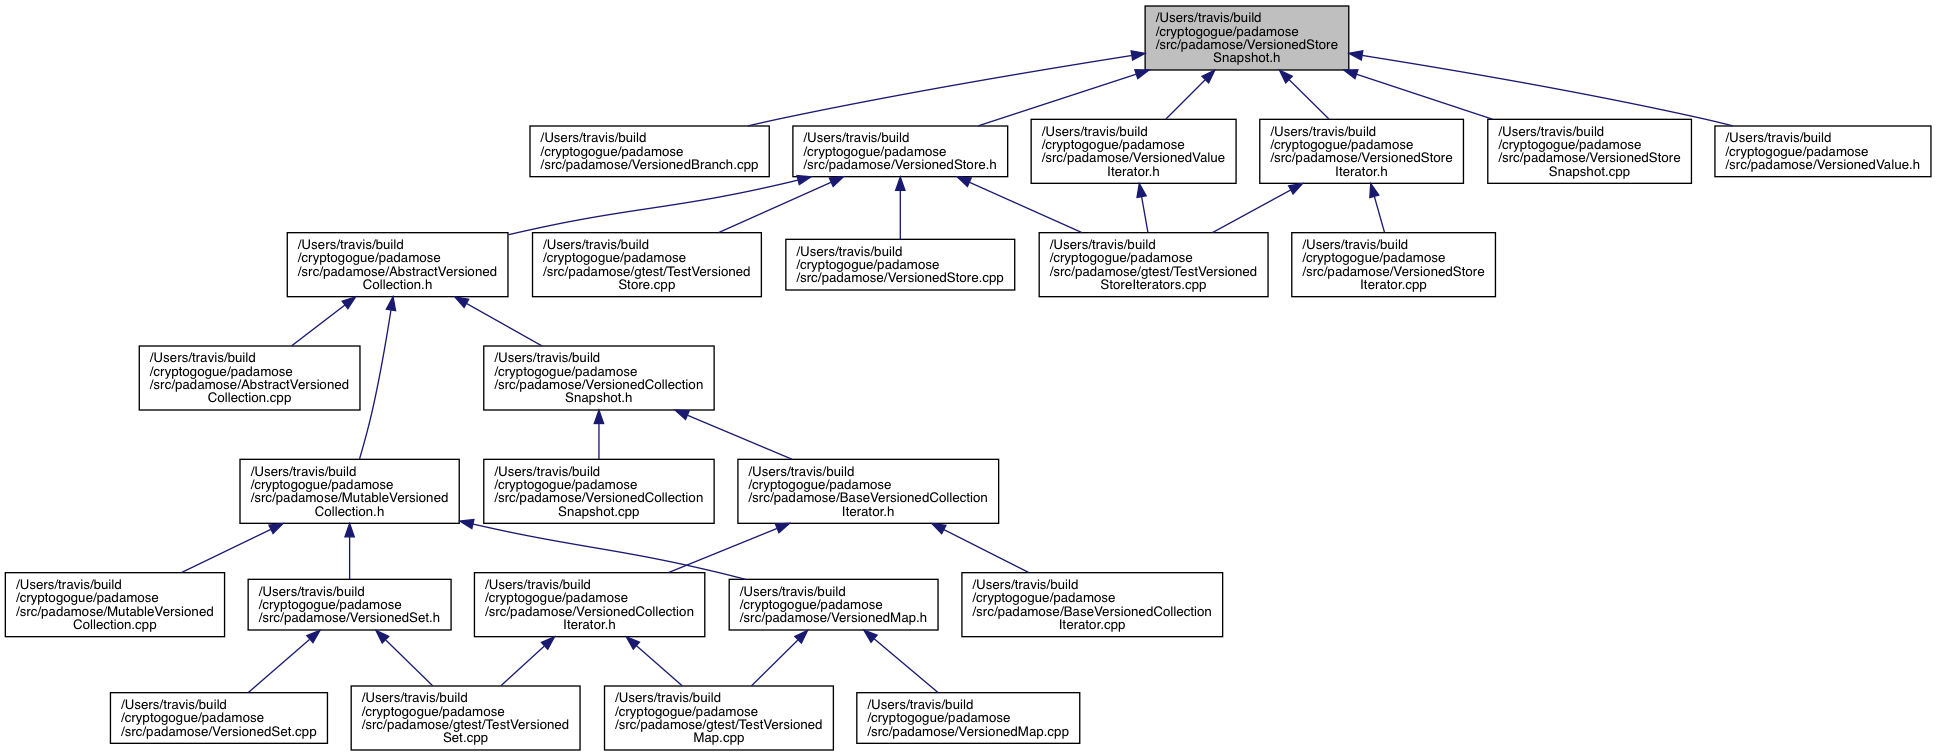 /Users/travis/build
/cryptogogue/padamose
/src/padamose/VersionedStore
Snapshot.h
/Users/travis/build
/cryptogogue/padamose
/src/padamose/VersionedBranch.cpp
/Users/travis/build
/cryptogogue/padamose
/src/padamose/VersionedStore.h
/Users/travis/build
/cryptogogue/padamose
/src/padamose/VersionedValue
Iterator.h
/Users/travis/build
/cryptogogue/padamose
/src/padamose/VersionedStore
Iterator.h
/Users/travis/build
/cryptogogue/padamose
/src/padamose/VersionedStore
Snapshot.cpp
/Users/travis/build
/cryptogogue/padamose
/src/padamose/VersionedValue.h
/Users/travis/build
/cryptogogue/padamose
/src/padamose/AbstractVersioned
Collection.h
/Users/travis/build
/cryptogogue/padamose
/src/padamose/gtest/TestVersioned
Store.cpp
/Users/travis/build
/cryptogogue/padamose
/src/padamose/VersionedStore.cpp
/Users/travis/build
/cryptogogue/padamose
/src/padamose/gtest/TestVersioned
StoreIterators.cpp
/Users/travis/build
/cryptogogue/padamose
/src/padamose/VersionedStore
Iterator.cpp
/Users/travis/build
/cryptogogue/padamose
/src/padamose/AbstractVersioned
Collection.cpp
/Users/travis/build
/cryptogogue/padamose
/src/padamose/VersionedCollection
Snapshot.h
/Users/travis/build
/cryptogogue/padamose
/src/padamose/MutableVersioned
Collection.h
/Users/travis/build
/cryptogogue/padamose
/src/padamose/VersionedCollection
Snapshot.cpp
/Users/travis/build
/cryptogogue/padamose
/src/padamose/BaseVersionedCollection
Iterator.h
/Users/travis/build
/cryptogogue/padamose
/src/padamose/MutableVersioned
Collection.cpp
/Users/travis/build
/cryptogogue/padamose
/src/padamose/VersionedSet.h
/Users/travis/build
/cryptogogue/padamose
/src/padamose/VersionedCollection
Iterator.h
/Users/travis/build
/cryptogogue/padamose
/src/padamose/VersionedMap.h
/Users/travis/build
/cryptogogue/padamose
/src/padamose/BaseVersionedCollection
Iterator.cpp
/Users/travis/build
/cryptogogue/padamose
/src/padamose/VersionedSet.cpp
/Users/travis/build
/cryptogogue/padamose
/src/padamose/gtest/TestVersioned
Set.cpp
/Users/travis/build
/cryptogogue/padamose
/src/padamose/gtest/TestVersioned
Map.cpp
/Users/travis/build
/cryptogogue/padamose
/src/padamose/VersionedMap.cpp